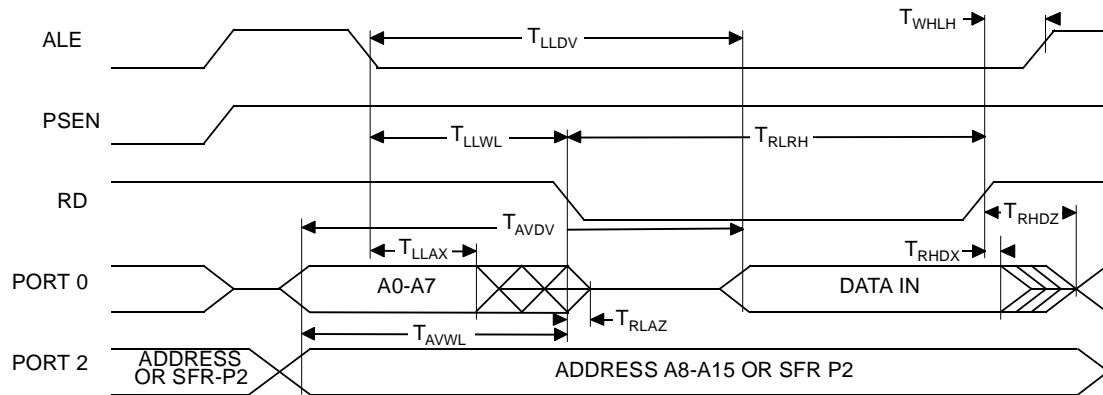 T_WHLH
ALE
T_LLDV
PSEN
T_LLWL
T_RLRH
RD
T_AVDV
T_RHDZ
T_LLAX
T_RHDX
PORT 0
A0-A7
DATA IN
T_RLAZ
T_AVWL
PORT 2
ADDRESS
OR SFR-P2
ADDRESS A8-A15 OR SFR P2